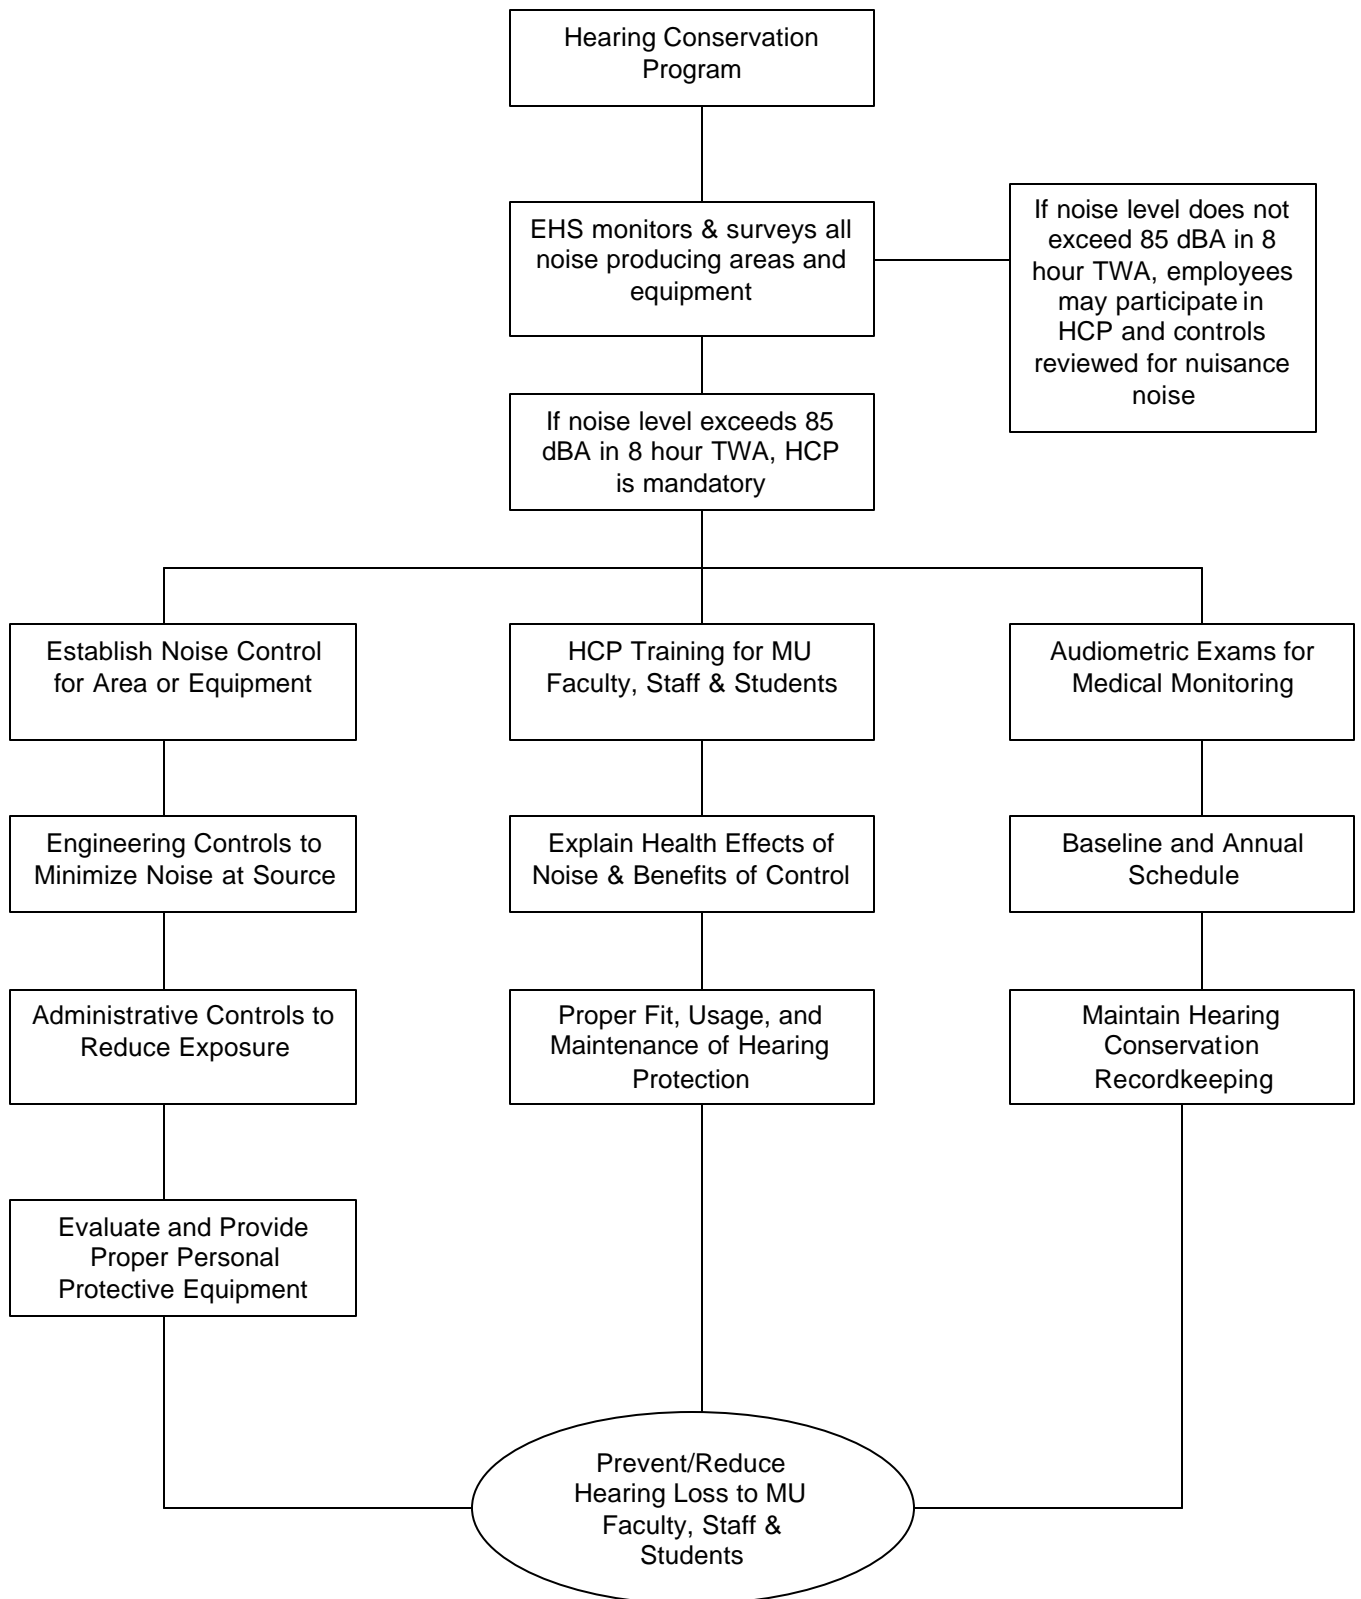 Hearing Conservation
Program
EHS monitors & surveys all
noise producing areas and
equipment
If noise level does not
exceed 85 dBA in 8
hour TWA, employees
may participate in
HCP and controls
reviewed for nuisance
noise
If noise level exceeds 85
dBA in 8 hour TWA, HCP
is mandatory
Establish Noise Control
for Area or Equipment
HCP Training for MU
Faculty, Staff & Students
Audiometric Exams for
Medical Monitoring
Engineering Controls to
Minimize Noise at Source
Explain Health Effects of
Noise & Benefits of Control
Baseline and Annual
Schedule
Administrative Controls to
Reduce Exposure
Proper Fit, Usage, and
Maintenance of Hearing
Protection
Maintain Hearing
Conservation
Recordkeeping
Evaluate and Provide
Proper Personal
Protective Equipment
Prevent/Reduce
Hearing Loss to MU
Faculty, Staff &
Students